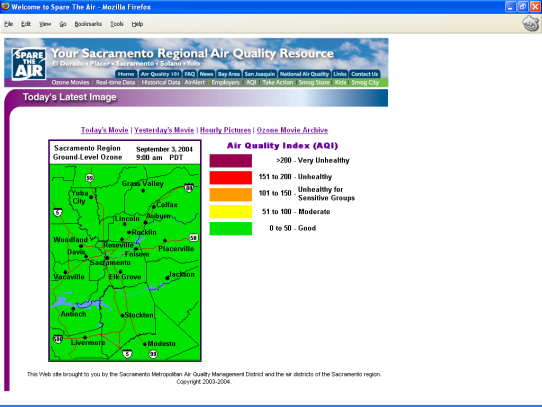 Welcome to Spare The Air - Mozilla Firefox
File Edit View Go Bookmarks Tools Help
SPARE THE AIR
Your Sacramento Regional Air Quality Resource
El Dorado • Placer • Sacramento • Solano • Yolo
Home | Air Quality 101 | FAQ | News | Bay Area | San Joaquin | National Air Quality | Links | Contact Us
Ozone Movies | Real-time Data | Historical Data | AirAlert | Employers | AQI | Take Action | Smog Store | Kids | Smog City
Today's Latest Image
Today's Movie | Yesterday's Movie | Hourly Pictures | Ozone Movie Archive
Sacramento Region
Ground-Level Ozone
September 3, 2004
9:00 am PDT
99
Grass Valley
80
Yuba
City
Colfax
5
Lincoln
Auburn
Rocklin
Woodland
Roseville
50
Placerville
Davis
Folsom
Sacramento
Vacaville
Elk Grove
Jackson
Antioch
Stockton
580
Livermore
Modesto
5
99
Air Quality Index (AQI)
>200 - Very Unhealthy
151 to 200 - Unhealthy
101 to 150 - Unhealthy for
Sensitive Groups
51 to 100 - Moderate
0 to 50 - Good
This Web site brought to you by the Sacramento Metropolitan Air Quality Management District and the air districts of the Sacramento region.
Copyright 2003-2004.